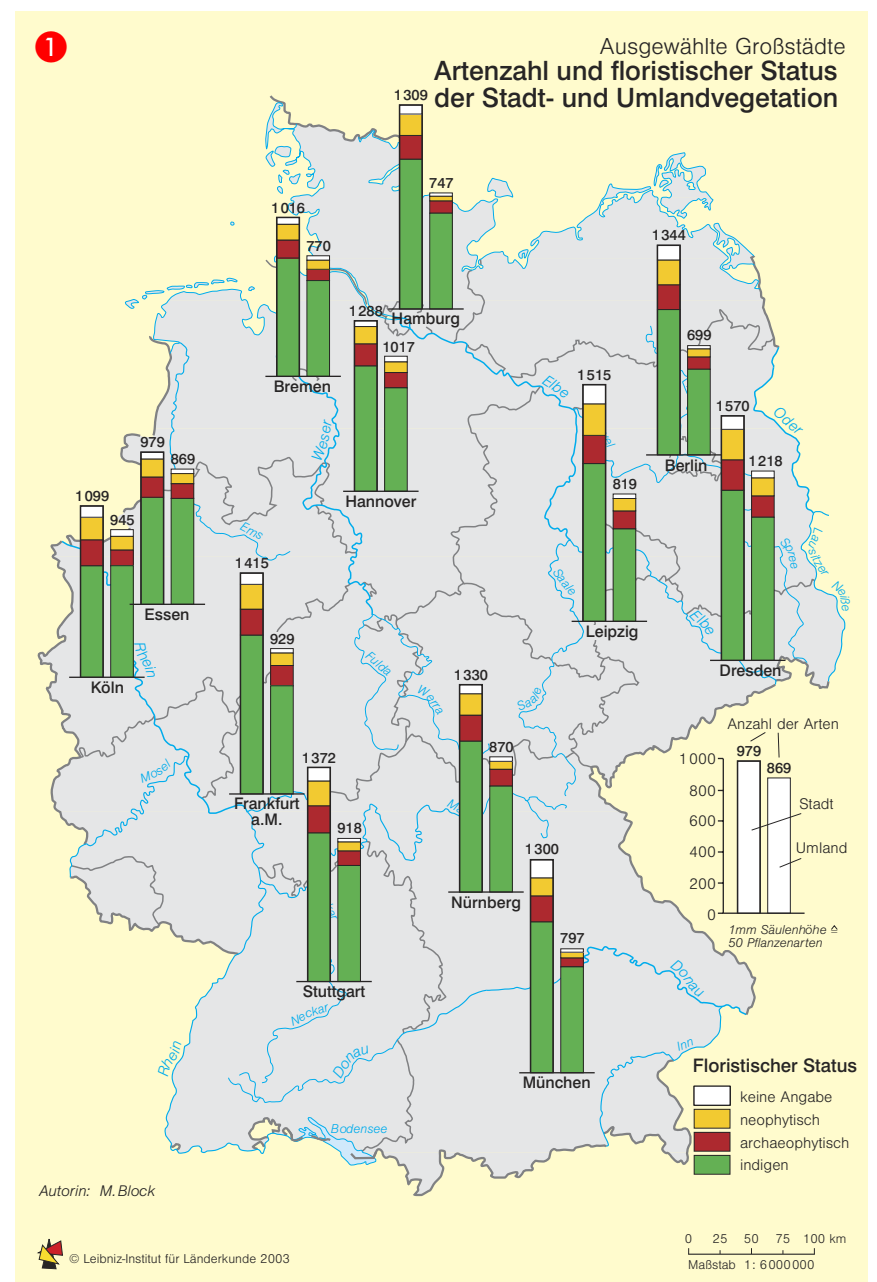 1
Ausgewählte Großstädte
Artenzahl und floristischer Status
der Stadt- und Umlandvegetation
1309
747
Hamburg
1016
770
Bremen
1288
1017
Hannover
1344
699
Berlin
1515
819
Leipzig
1570
1218
Dresden
979
869
Essen
1099
945
Köln
1415
929
Frankfurt
a.M.
1330
870
Nürnberg
1372
918
Stuttgart
1300
797
München
Elbe
Weser
Oder
Ems
Saale
Spree
Lausitzer
Neiße
Elbe
Rhein
Fulda
Werra
Saale
Mosel
Neckar
Donau
Donau
Inn
Rhein
Bodensee
Anzahl der Arten
979
869
1000
800
600
400
200
0
Stadt
Umland
1mm Säulenhöhe ≙
50 Pflanzenarten
Floristischer Status
keine Angabe
neophytisch
archaeophytisch
indigen
Autorin: M.Block
© Leibniz-Institut für Länderkunde 2003
0 25 50 75 100 km
Maßstab 1:6000000